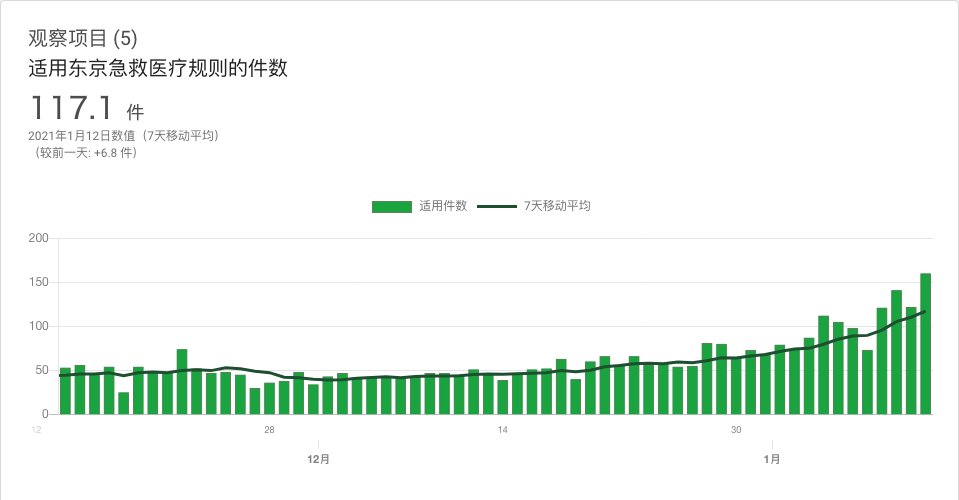 观察项目 (5)
适用东京急救医疗规则的件数
117.1 件
2021年1月12日数值（7天移动平均）
（较前一天: +6.8 件）
适用件数 7天移动平均
200
150
100
50
0
12 28 14 30
12月 1月